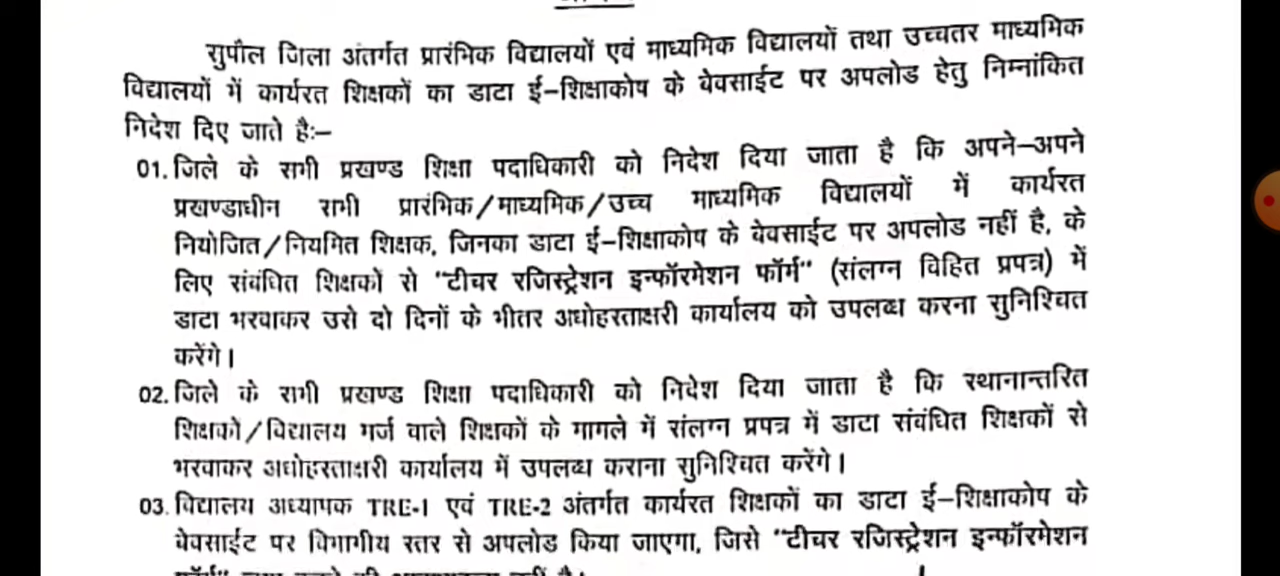 सुपौल जिला अंतर्गत प्रारंभिक विद्यालयों एवं माध्यमिक विद्यालयों तथा उच्चतर माध्यमिक
विद्यालयों में कार्यरत शिक्षकों का डाटा ई–शिक्षाकोप के वेवसाईट पर अपलोड हेतु निम्नांकित
निदेश दिए जाते हैः–
01. जिले के सभी प्रखण्ड शिक्षा पदाधिकारी को निदेश दिया जाता है कि अपने–अपने
प्रखण्डाधीन सभी प्रारंभिक/माध्यमिक/उच्च माध्यमिक विद्यालयों में कार्यरत
नियोजित/नियमित शिक्षक, जिनका डाटा ई–शिक्षाकोप के वेवसाईट पर अपलोड नहीं है, के
लिए संबंधित शिक्षकों से "टीचर रजिस्ट्रेशन इन्फॉरमेशन फॉर्म" (संलग्न विहित प्रपत्र) में
डाटा भरवाकर उसे दो दिनों के भीतर अधोहस्ताक्षरी कार्यालय को उपलब्ध करना सुनिश्चित
करेंगे।
02. जिले के सभी प्रखण्ड शिक्षा पदाधिकारी को निदेश दिया जाता है कि स्थानान्तरित
शिक्षकों/विद्यालय मर्ज वाले शिक्षकों के मामले में संलग्न प्रपत्र में डाटा संबंधित शिक्षकों से
भरवाकर अधोहस्ताक्षरी कार्यालय में उपलब्ध कराना सुनिश्चित करेंगे।
03. विद्यालय अध्यापक TRE-1 एवं TRE-2 अंतर्गत कार्यरत शिक्षकों का डाटा ई–शिक्षाकोप के
वेवसाईट पर विभागीय स्तर से अपलोड किया जाएगा, जिसे "टीचर रजिस्ट्रेशन इन्फॉरमेशन